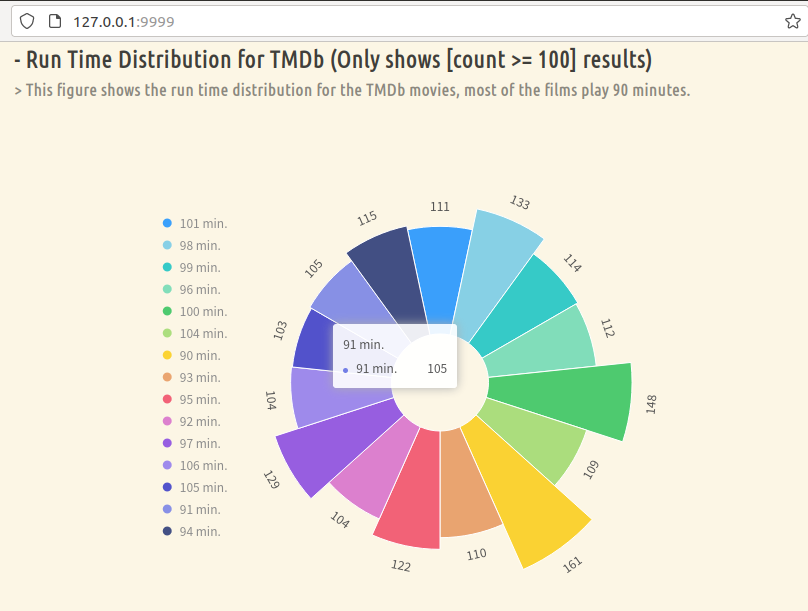 127.0.0.1:9999
- Run Time Distribution for TMDb (Only shows [count >= 100] results)
> This figure shows the run time distribution for the TMDb movies, most of the films play 90 minutes.
101 min.
98 min.
99 min.
96 min.
100 min.
104 min.
90 min.
93 min.
95 min.
92 min.
97 min.
106 min.
105 min.
91 min.
94 min.
111
133
114
112
148
109
161
110
122
104
129
104
103
105
115
91 min.
91 min. 105